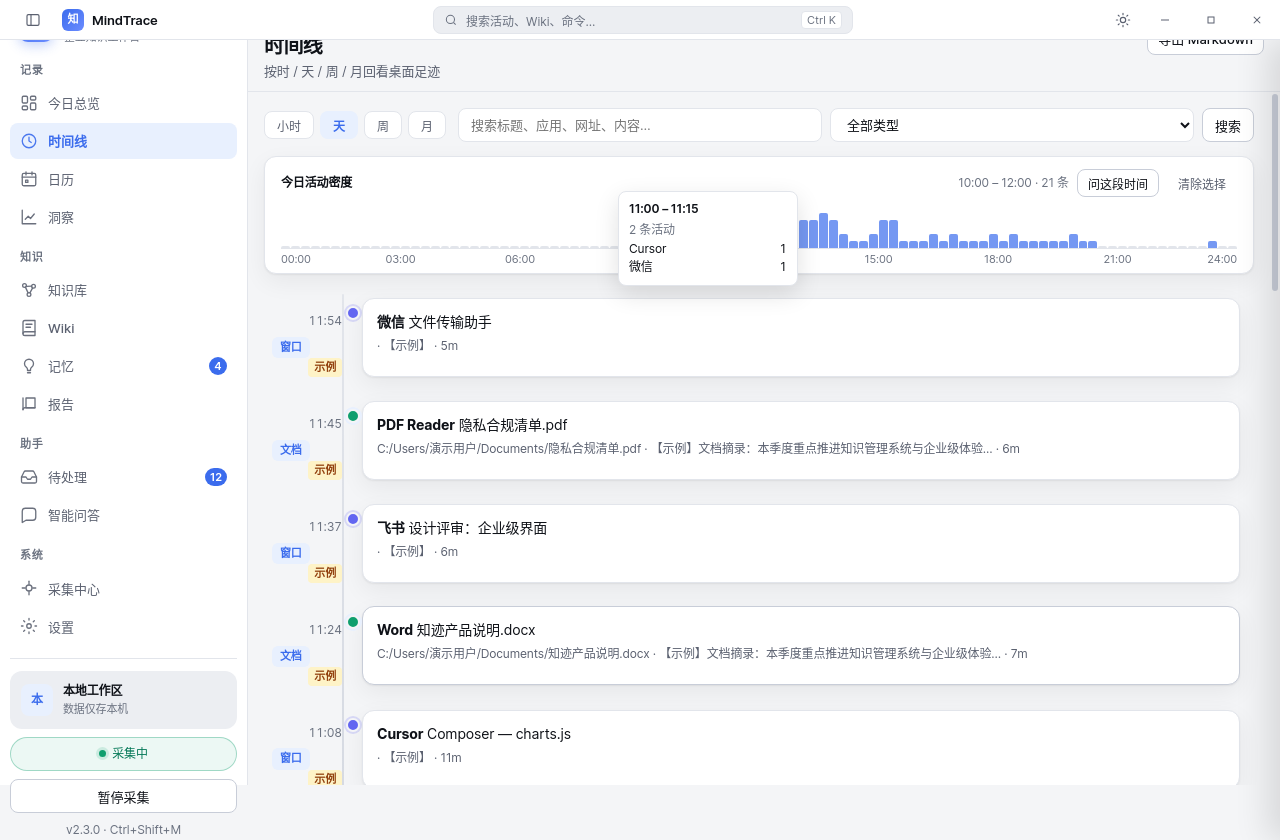 知 MindTrace
搜索活动、Wiki、命令... Ctrl K
记录
今日总览
时间线
日历
洞察
知识
知识库
Wiki
记忆 4
报告
助手
待处理 12
智能问答
系统
采集中心
设置
本 本地工作区
数据仅存本机
采集中
暂停采集
v2.3.0 · Ctrl+Shift+M
时间线
导出 Markdown
按时 / 天 / 周 / 月回看桌面足迹
小时 天 周 月 搜索标题、应用、网址、内容... 全部类型 搜索
今日活动密度 10:00 – 12:00 · 21 条 问这段时间 清除选择
11:00 – 11:15
2 条活动
Cursor 1
微信 1
00:00 03:00 06:00 15:00 18:00 21:00 24:00
11:54 微信 文件传输助手
窗口 · 【示例】 · 5m
示例
11:45 PDF Reader 隐私合规清单.pdf
文档 C:/Users/演示用户/Documents/隐私合规清单.pdf · 【示例】文档摘录：本季度重点推进知识管理系统与企业级体验... · 6m
示例
11:37 飞书 设计评审：企业级界面
窗口 · 【示例】 · 6m
示例
11:24 Word 知迹产品说明.docx
文档 C:/Users/演示用户/Documents/知迹产品说明.docx · 【示例】文档摘录：本季度重点推进知识管理系统与企业级体验... · 7m
示例
11:08 Cursor Composer — charts.js
窗口 · 【示例】 · 11m
示例